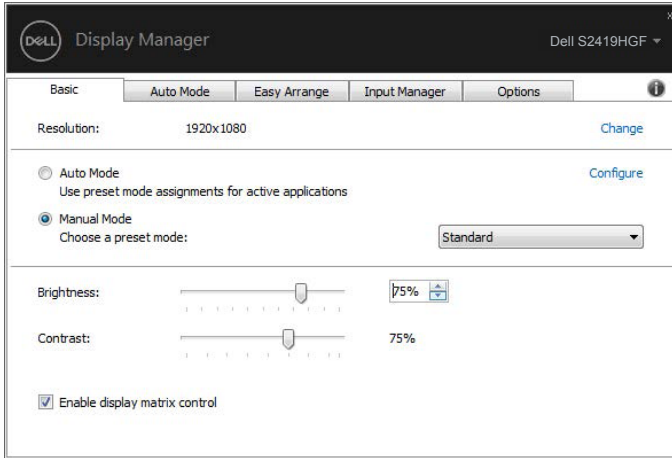 DELL Display Manager Dell S2419HGF
Basic Auto Mode Easy Arrange Input Manager Options
Resolution: 1920x1080 Change
Auto Mode Configure
Use preset mode assignments for active applications
Manual Mode
Choose a preset mode: Standard
Brightness: 75%
Contrast: 75%
Enable display matrix control